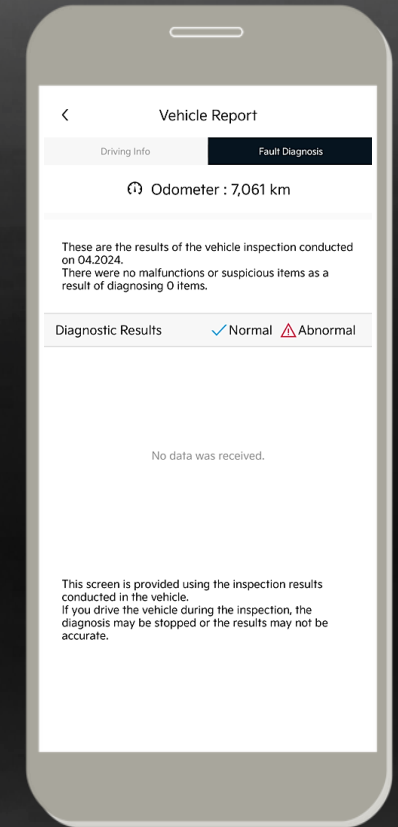 Vehicle Report
Driving Info
Fault Diagnosis
Odometer : 7,061 km
These are the results of the vehicle inspection conducted
on 04.2024.
There were no malfunctions or suspicious items as a
result of diagnosing 0 items.
Diagnostic Results
Normal
Abnormal
No data was received.
This screen is provided using the inspection results
conducted in the vehicle.
If you drive the vehicle during the inspection, the
diagnosis may be stopped or the results may not be
accurate.